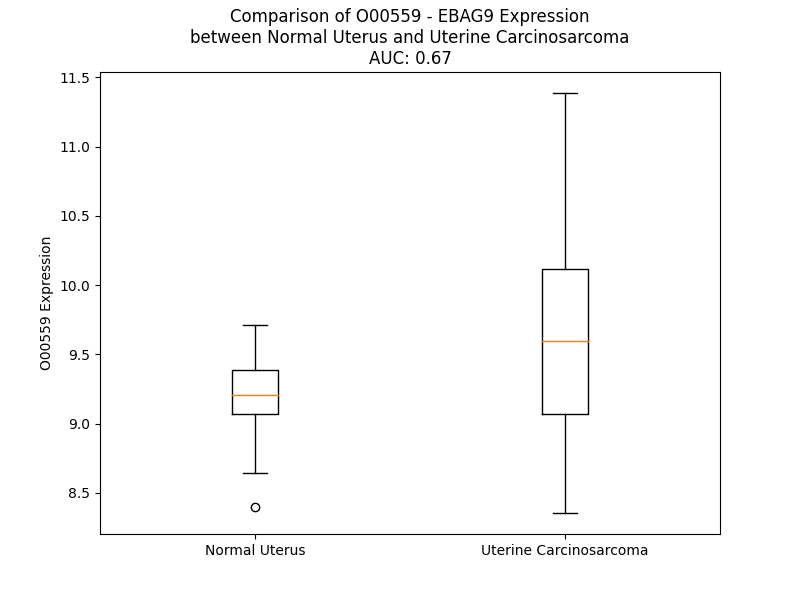 Comparison of O00559 - EBAG9 Expression
between Normal Uterus and Uterine Carcinosarcoma
AUC: 0.67
11.5
11.0
10.5
10.0
9.5
9.0
8.5
O00559 Expression
Normal Uterus
Uterine Carcinosarcoma